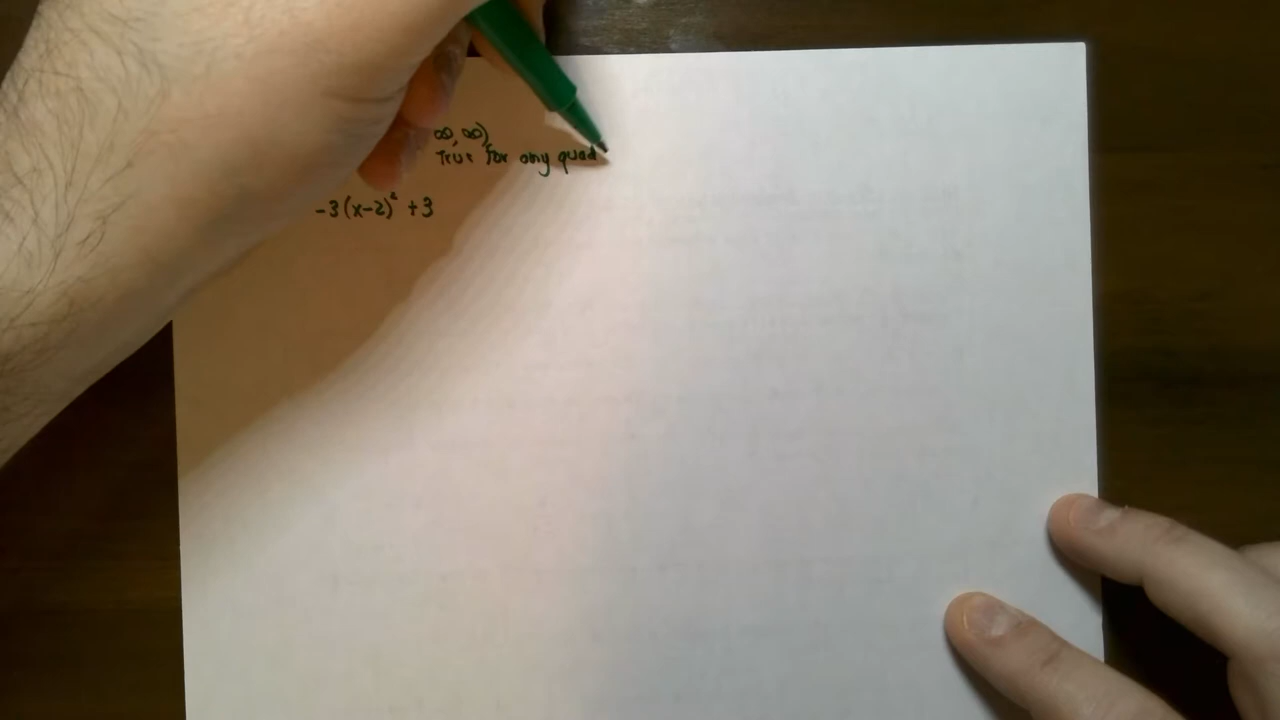 ∞, ∞)
True for any quad
-3(x-2)² +3